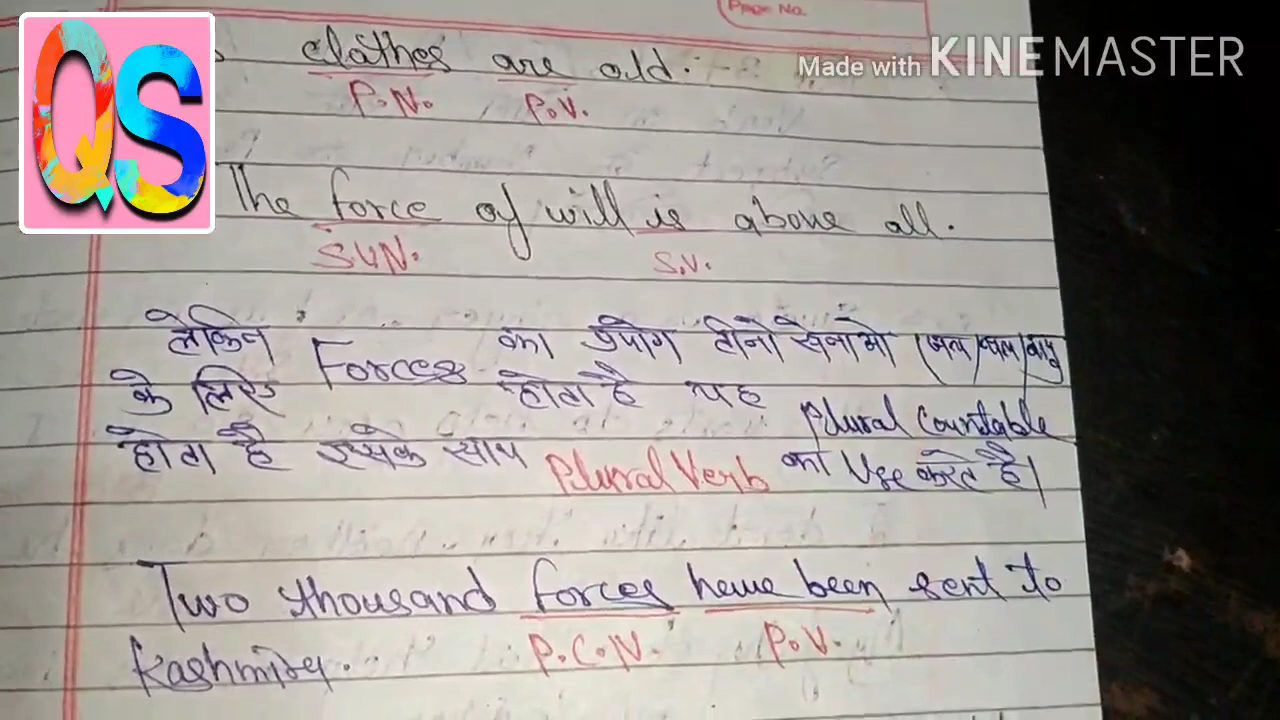 Page No.
Made with KINEMASTER
QS
clothes are old.
P.N. P.V.
The force of will is above all.
S.U.N. S.V.
लेकिन Forces का प्रयोग तीनो सेनाओ (जल/थल/वायु
के लिए होता है यह Plural Countable
होता है इसके साथ Plural Verb का Use करते है।
Two thousand forces have been sent to
P.C.N. P.V.
Kashmir.